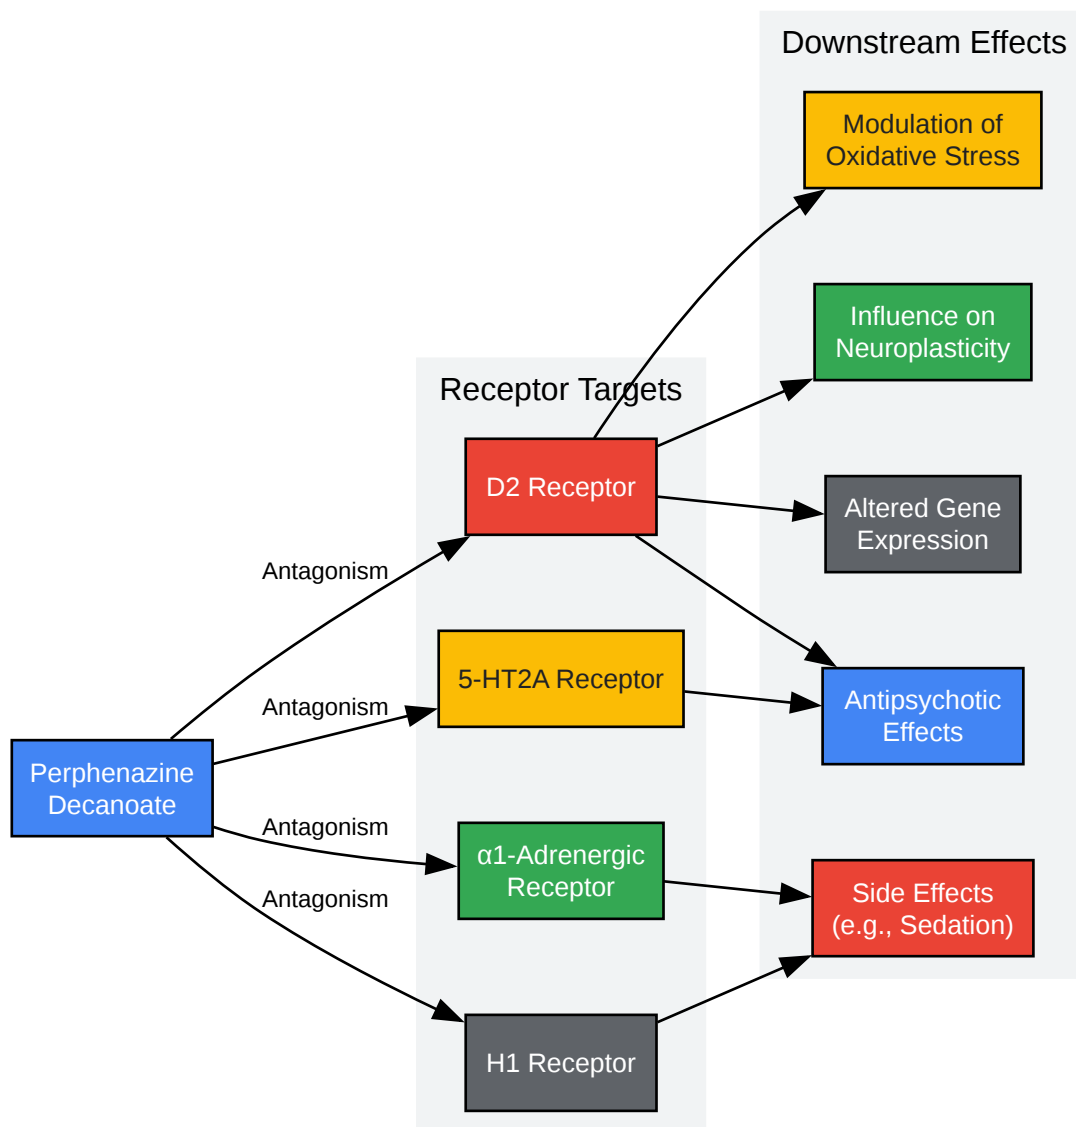 Downstream Effects
Modulation of
Oxidative Stress
Influence on
Neuroplasticity
Receptor Targets
D2 Receptor
Altered Gene
Expression
Antagonism
5-HT2A Receptor
Antagonism
Antipsychotic
Effects
Perphenazine
Decanoate
Antagonism
α1-Adrenergic
Receptor
Antagonism
Side Effects
(e.g., Sedation)
H1 Receptor